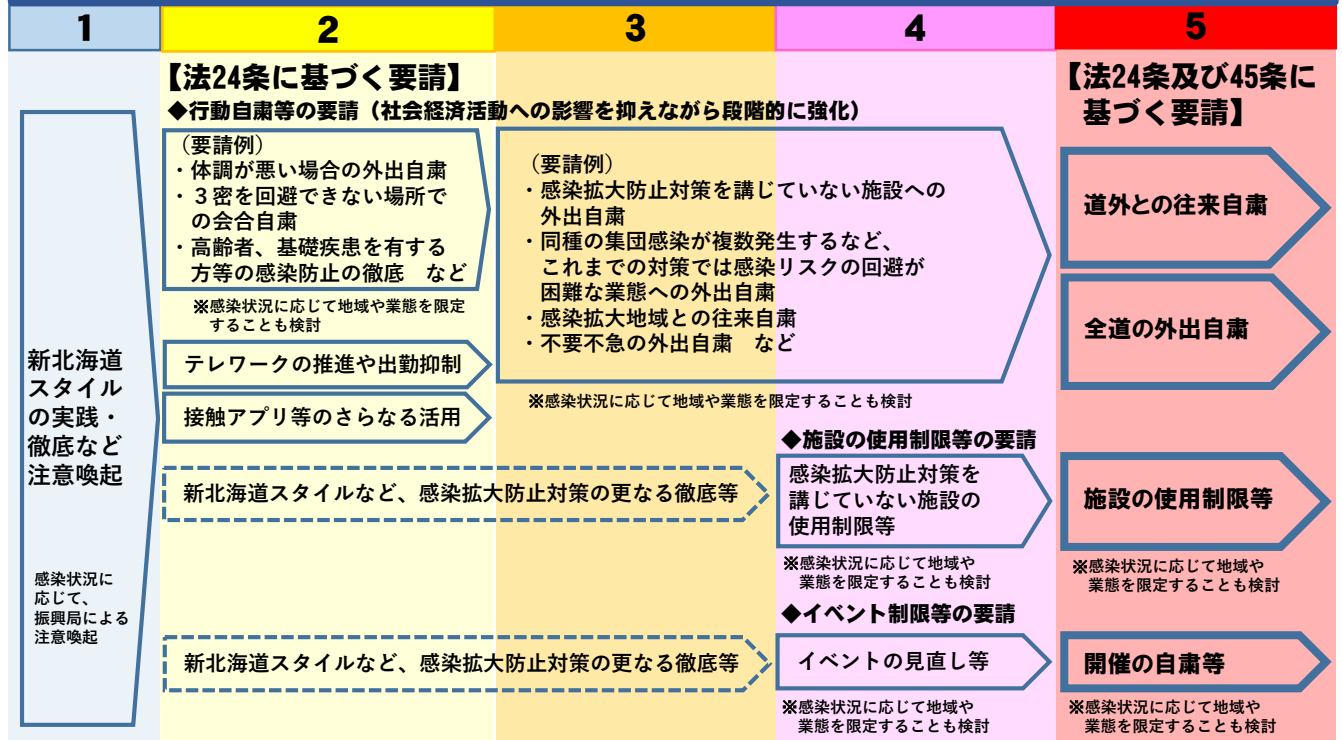 1
2
3
4
5
新北海道
スタイル
の実践・
徹底など
注意喚起
感染状況に
応じて、
振興局による
注意喚起
【法24条に基づく要請】
◆行動自粛等の要請（社会経済活動への影響を抑えながら段階的に強化）
（要請例）
・体調が悪い場合の外出自粛
・３密を回避できない場所で
の会合自粛
・高齢者、基礎疾患を有する
方等の感染防止の徹底　など
※感染状況に応じて地域や業態を限定
することも検討
テレワークの推進や出勤抑制
接触アプリ等のさらなる活用
（要請例）
・感染拡大防止対策を講じていない施設への
外出自粛
・同種の集団感染が複数発生するなど、
これまでの対策では感染リスクの回避が
困難な業態への外出自粛
・感染拡大地域との往来自粛
・不要不急の外出自粛　など
※感染状況に応じて地域や業態を限定することも検討
新北海道スタイルなど、感染拡大防止対策の更なる徹底等
◆施設の使用制限等の要請
感染拡大防止対策を
講じていない施設の
使用制限等
※感染状況に応じて地域や
業態を限定することも検討
新北海道スタイルなど、感染拡大防止対策の更なる徹底等
◆イベント制限等の要請
イベントの見直し等
※感染状況に応じて地域や
業態を限定することも検討
【法24条及び45条に
基づく要請】
道外との往来自粛
全道の外出自粛
施設の使用制限等
※感染状況に応じて地域や
業態を限定することも検討
開催の自粛等
※感染状況に応じて地域や
業態を限定することも検討